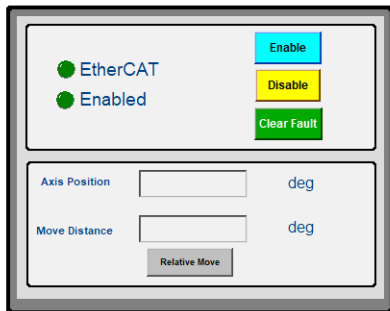 EtherCAT
Enabled
Enable
Disable
Clear Fault
Axis Position deg
Move Distance deg
Relative Move